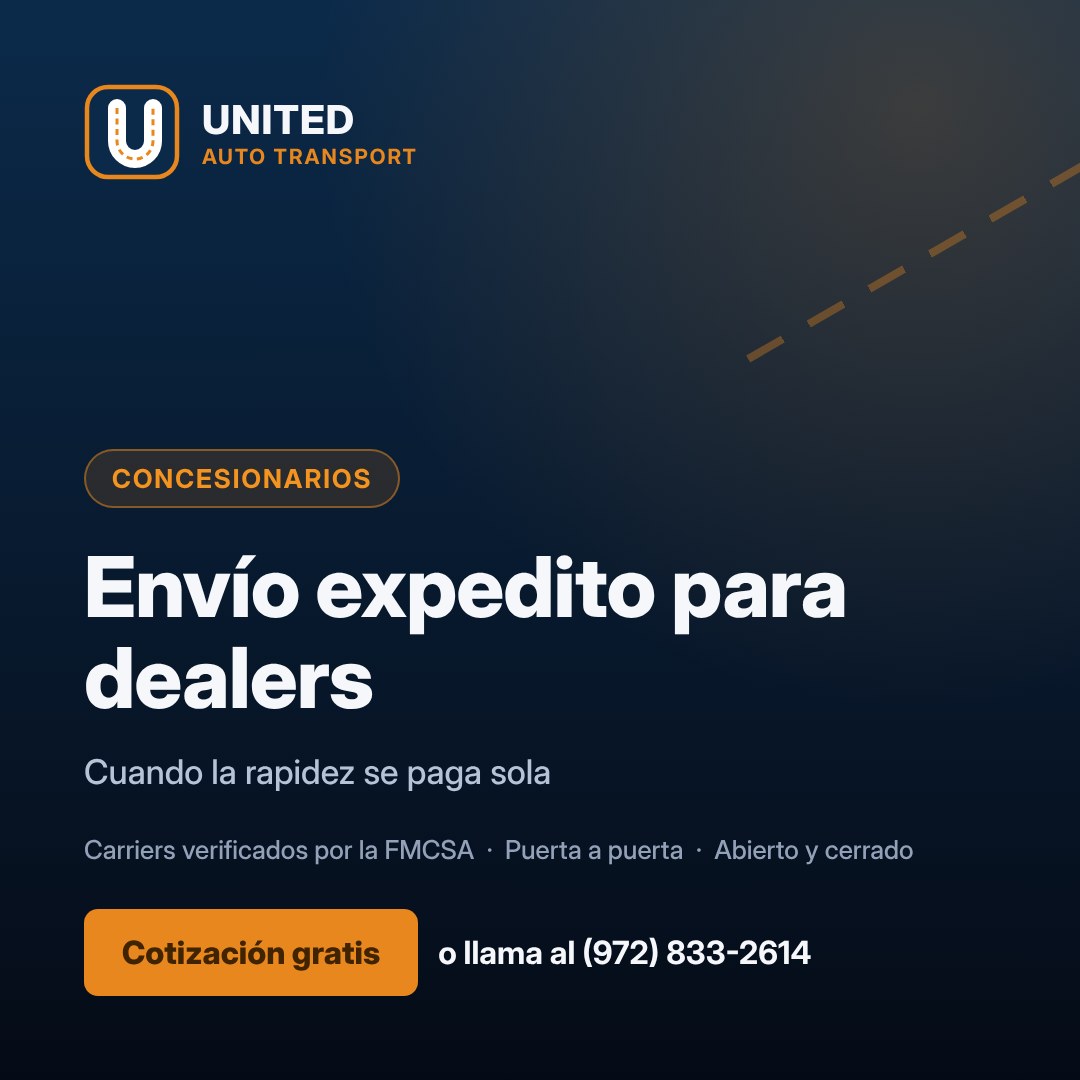 UNITED
AUTO TRANSPORT
CONCESIONARIOS
Envío expedito para
dealers
Cuando la rapidez se paga sola
Carriers verificados por la FMCSA · Puerta a puerta · Abierto y cerrado
Cotización gratis o llama al (972) 833-2614